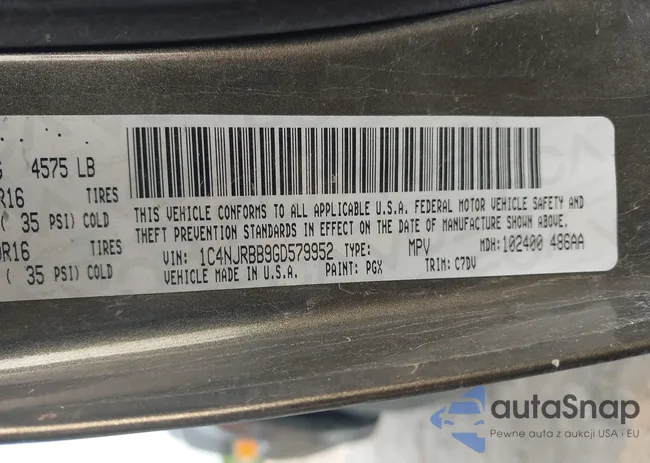 4575 LB
R16 TIRES
( 35 PSI) COLD
R16 TIRES
( 35 PSI) COLD
THIS VEHICLE CONFORMS TO ALL APPLICABLE U.S.A. FEDERAL MOTOR VEHICLE SAFETY AND
THEFT PREVENTION STANDARDS IN EFFECT ON THE DATE OF MANUFACTURE SHOWN ABOVE.
VIN: 1C4NJRBB9GD579952 TYPE: MPV MDH: 102400 486AA
VEHICLE MADE IN U.S.A. PAINT: PGX TRIM: C7DV
autoSnap
Pewne auta z aukcji USA i EU